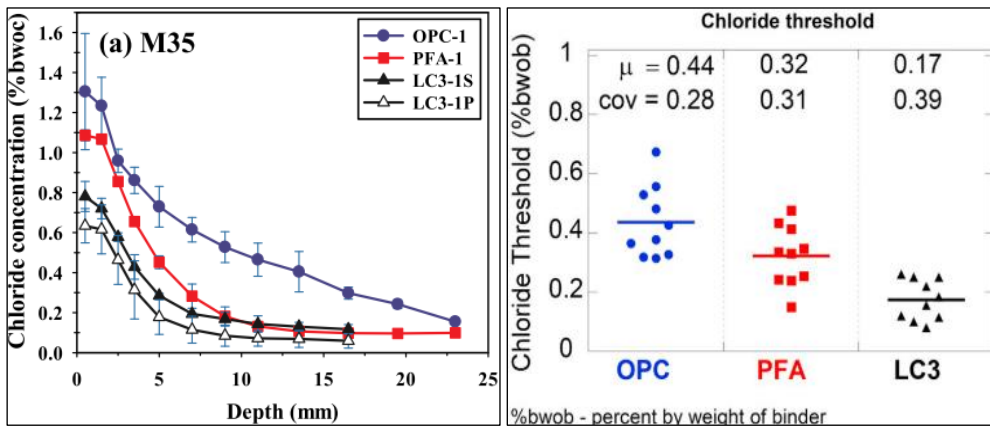 (a) M35
OPC-1
PFA-1
LC3-1S
LC3-1P
Chloride concentration (%bwoc)
1.6
1.4
1.2
1.0
0.8
0.6
0.4
0.2
0.0
0 5 10 15 20 25
Depth (mm)
Chloride threshold
μ = 0.44 0.32 0.17
cov = 0.28 0.31 0.39
Chloride Threshold (%bwob)
1
0.8
0.6
0.4
0.2
0
OPC PFA LC3
%bwob - percent by weight of binder